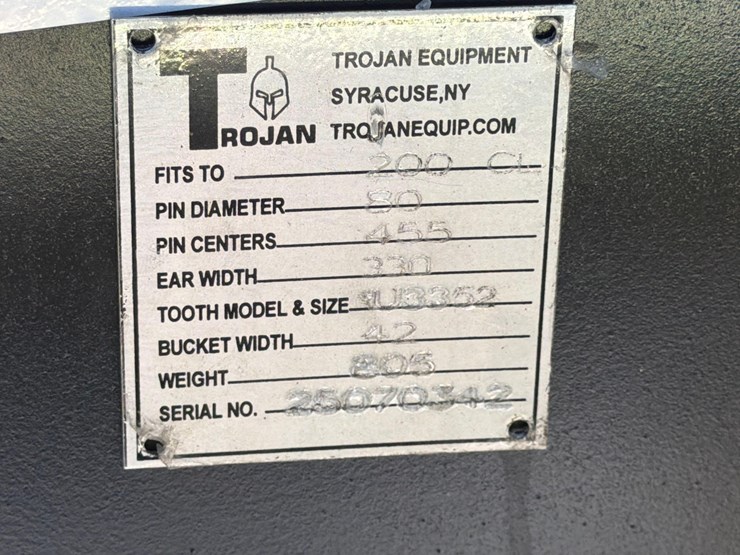 TROJAN
TROJAN EQUIPMENT
SYRACUSE,NY
TROJANEQUIP.COM
FITS TO 200 CL
PIN DIAMETER 80
PIN CENTERS 455
EAR WIDTH 330
TOOTH MODEL & SIZE 1U3352
BUCKET WIDTH 42
WEIGHT 805
SERIAL NO. 25070342